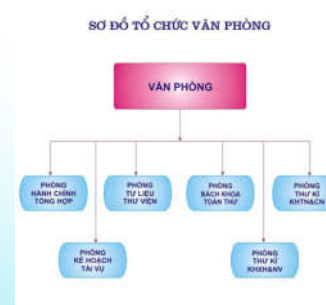 SƠ ĐỒ TỔ CHỨC VĂN PHÒNG
VĂN PHÒNG
PHÒNG
HÀNH CHÍNH
TỔNG HỢP
PHÒNG
TƯ LIỆU
THƯ VIỆN
PHÒNG
BÁCH KHOA
TOÀN THƯ
PHÒNG
THƯ KÍ
KHTN&CN
PHÒNG
KẾ HOẠCH
TÀI VỤ
PHÒNG
THƯ KÍ
KHXH&NV